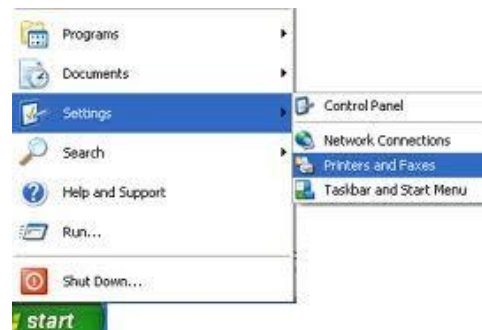 Programs
Documents
Settings
Control Panel
Search
Network Connections
Printers and Faxes
Help and Support
Taskbar and Start Menu
Run...
Shut Down...
start